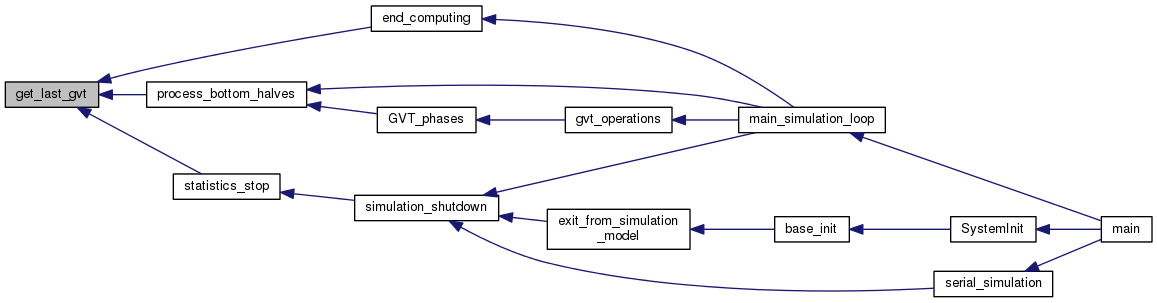 end_computing
get_last_gvt
process_bottom_halves
GVT_phases
gvt_operations
main_simulation_loop
statistics_stop
simulation_shutdown
exit_from_simulation
_model
base_init
SystemInit
main
serial_simulation